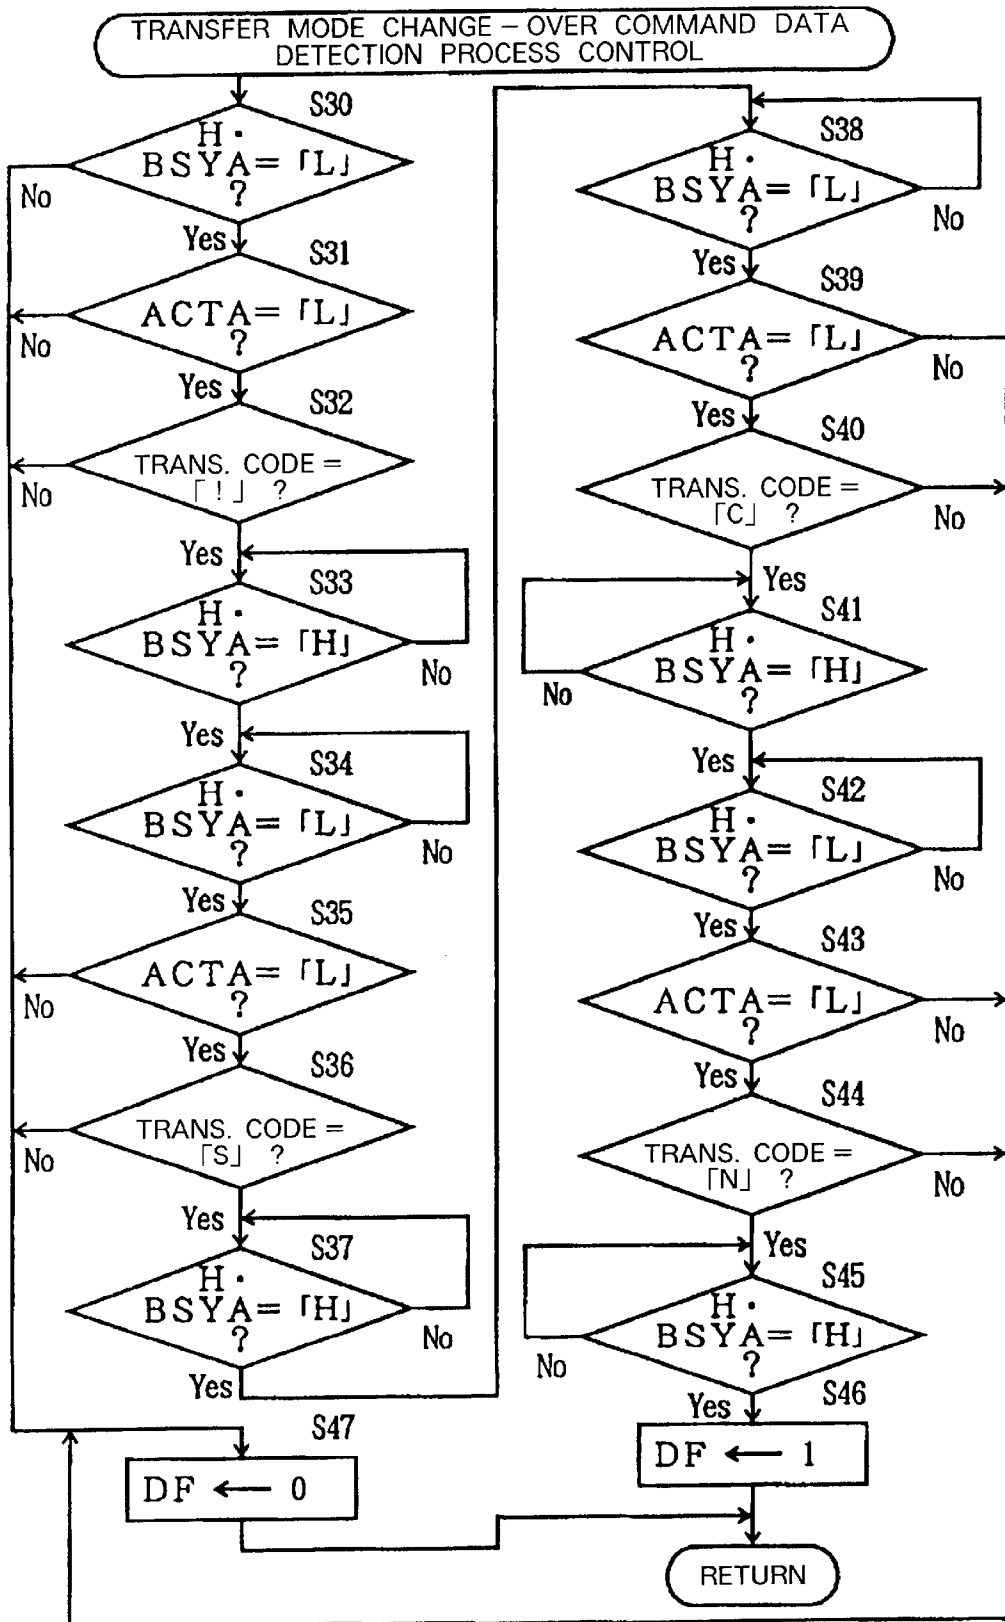 TRANSFER MODE CHANGE-OVER COMMAND DATA
DETECTION PROCESS CONTROL
S30
H・
BSYA=「L」
?
No
Yes
S31
ACTA=「L」
?
No
Yes
S32
TRANS. CODE=
「!」 ?
No
Yes
S33
H・
BSYA=「H」
?
No
Yes
S34
H・
BSYA=「L」
?
No
Yes
S35
ACTA=「L」
?
No
Yes
S36
TRANS. CODE=
「S」 ?
No
Yes
S37
H・
BSYA=「H」
?
No
Yes
S47
DF ← 0
S38
H・
BSYA=「L」
?
No
Yes
S39
ACTA=「L」
?
No
Yes
S40
TRANS. CODE=
「C」 ?
No
Yes
S41
H・
BSYA=「H」
?
No
Yes
S42
H・
BSYA=「L」
?
No
Yes
S43
ACTA=「L」
?
No
Yes
S44
TRANS. CODE=
「N」 ?
No
Yes
S45
H・
BSYA=「H」
?
No
Yes
S46
DF ← 1
RETURN